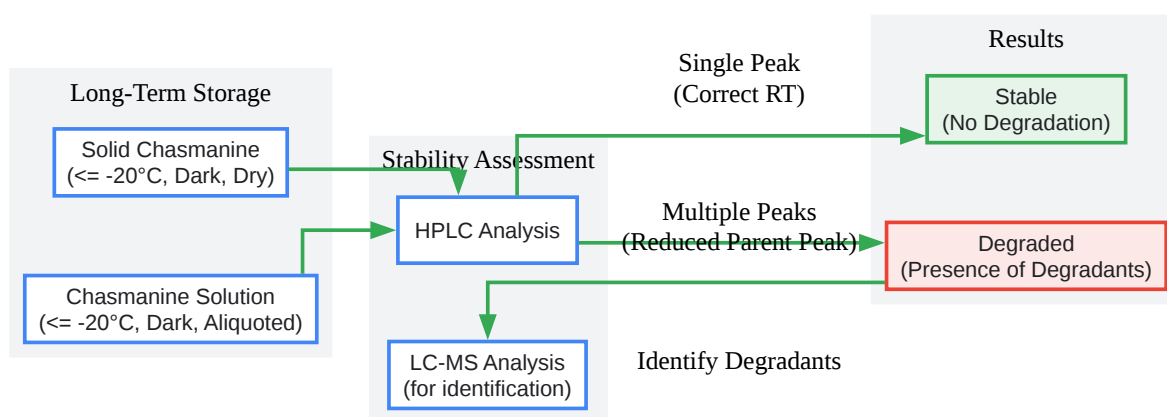 Long-Term Storage
Solid Chasmanine
(<= -20°C, Dark, Dry)
Chasmanine Solution
(<= -20°C, Dark, Aliquoted)
Stability Assessment
HPLC Analysis
LC-MS Analysis
(for identification)
Single Peak
(Correct RT)
Multiple Peaks
(Reduced Parent Peak)
Identify Degradants
Results
Stable
(No Degradation)
Degraded
(Presence of Degradants)